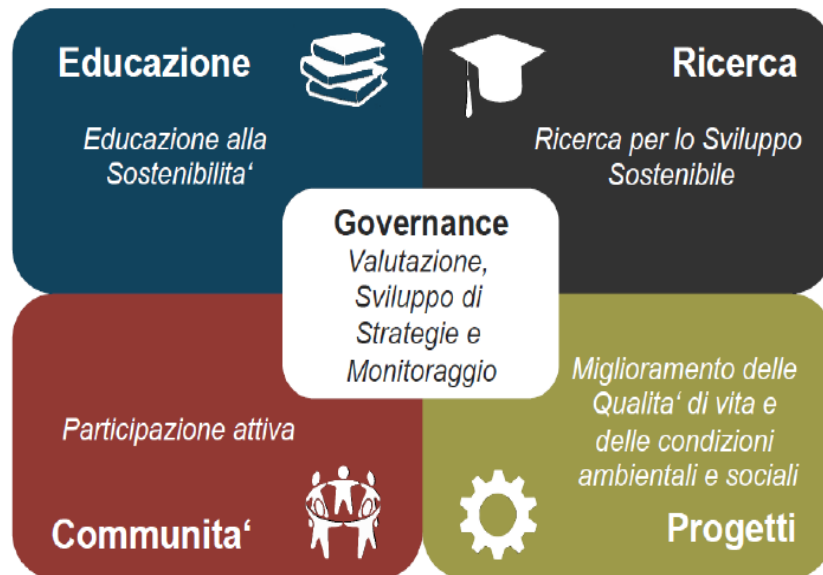 Educazione
Educazione alla
Sostenibilita‘
Ricerca
Ricerca per lo Sviluppo
Sostenibile
Governance
Valutazione,
Sviluppo di
Strategie e
Monitoraggio
Participazione attiva
Communita‘
Miglioramento delle
Qualita‘ di vita e
delle condizioni
ambientali e sociali
Progetti